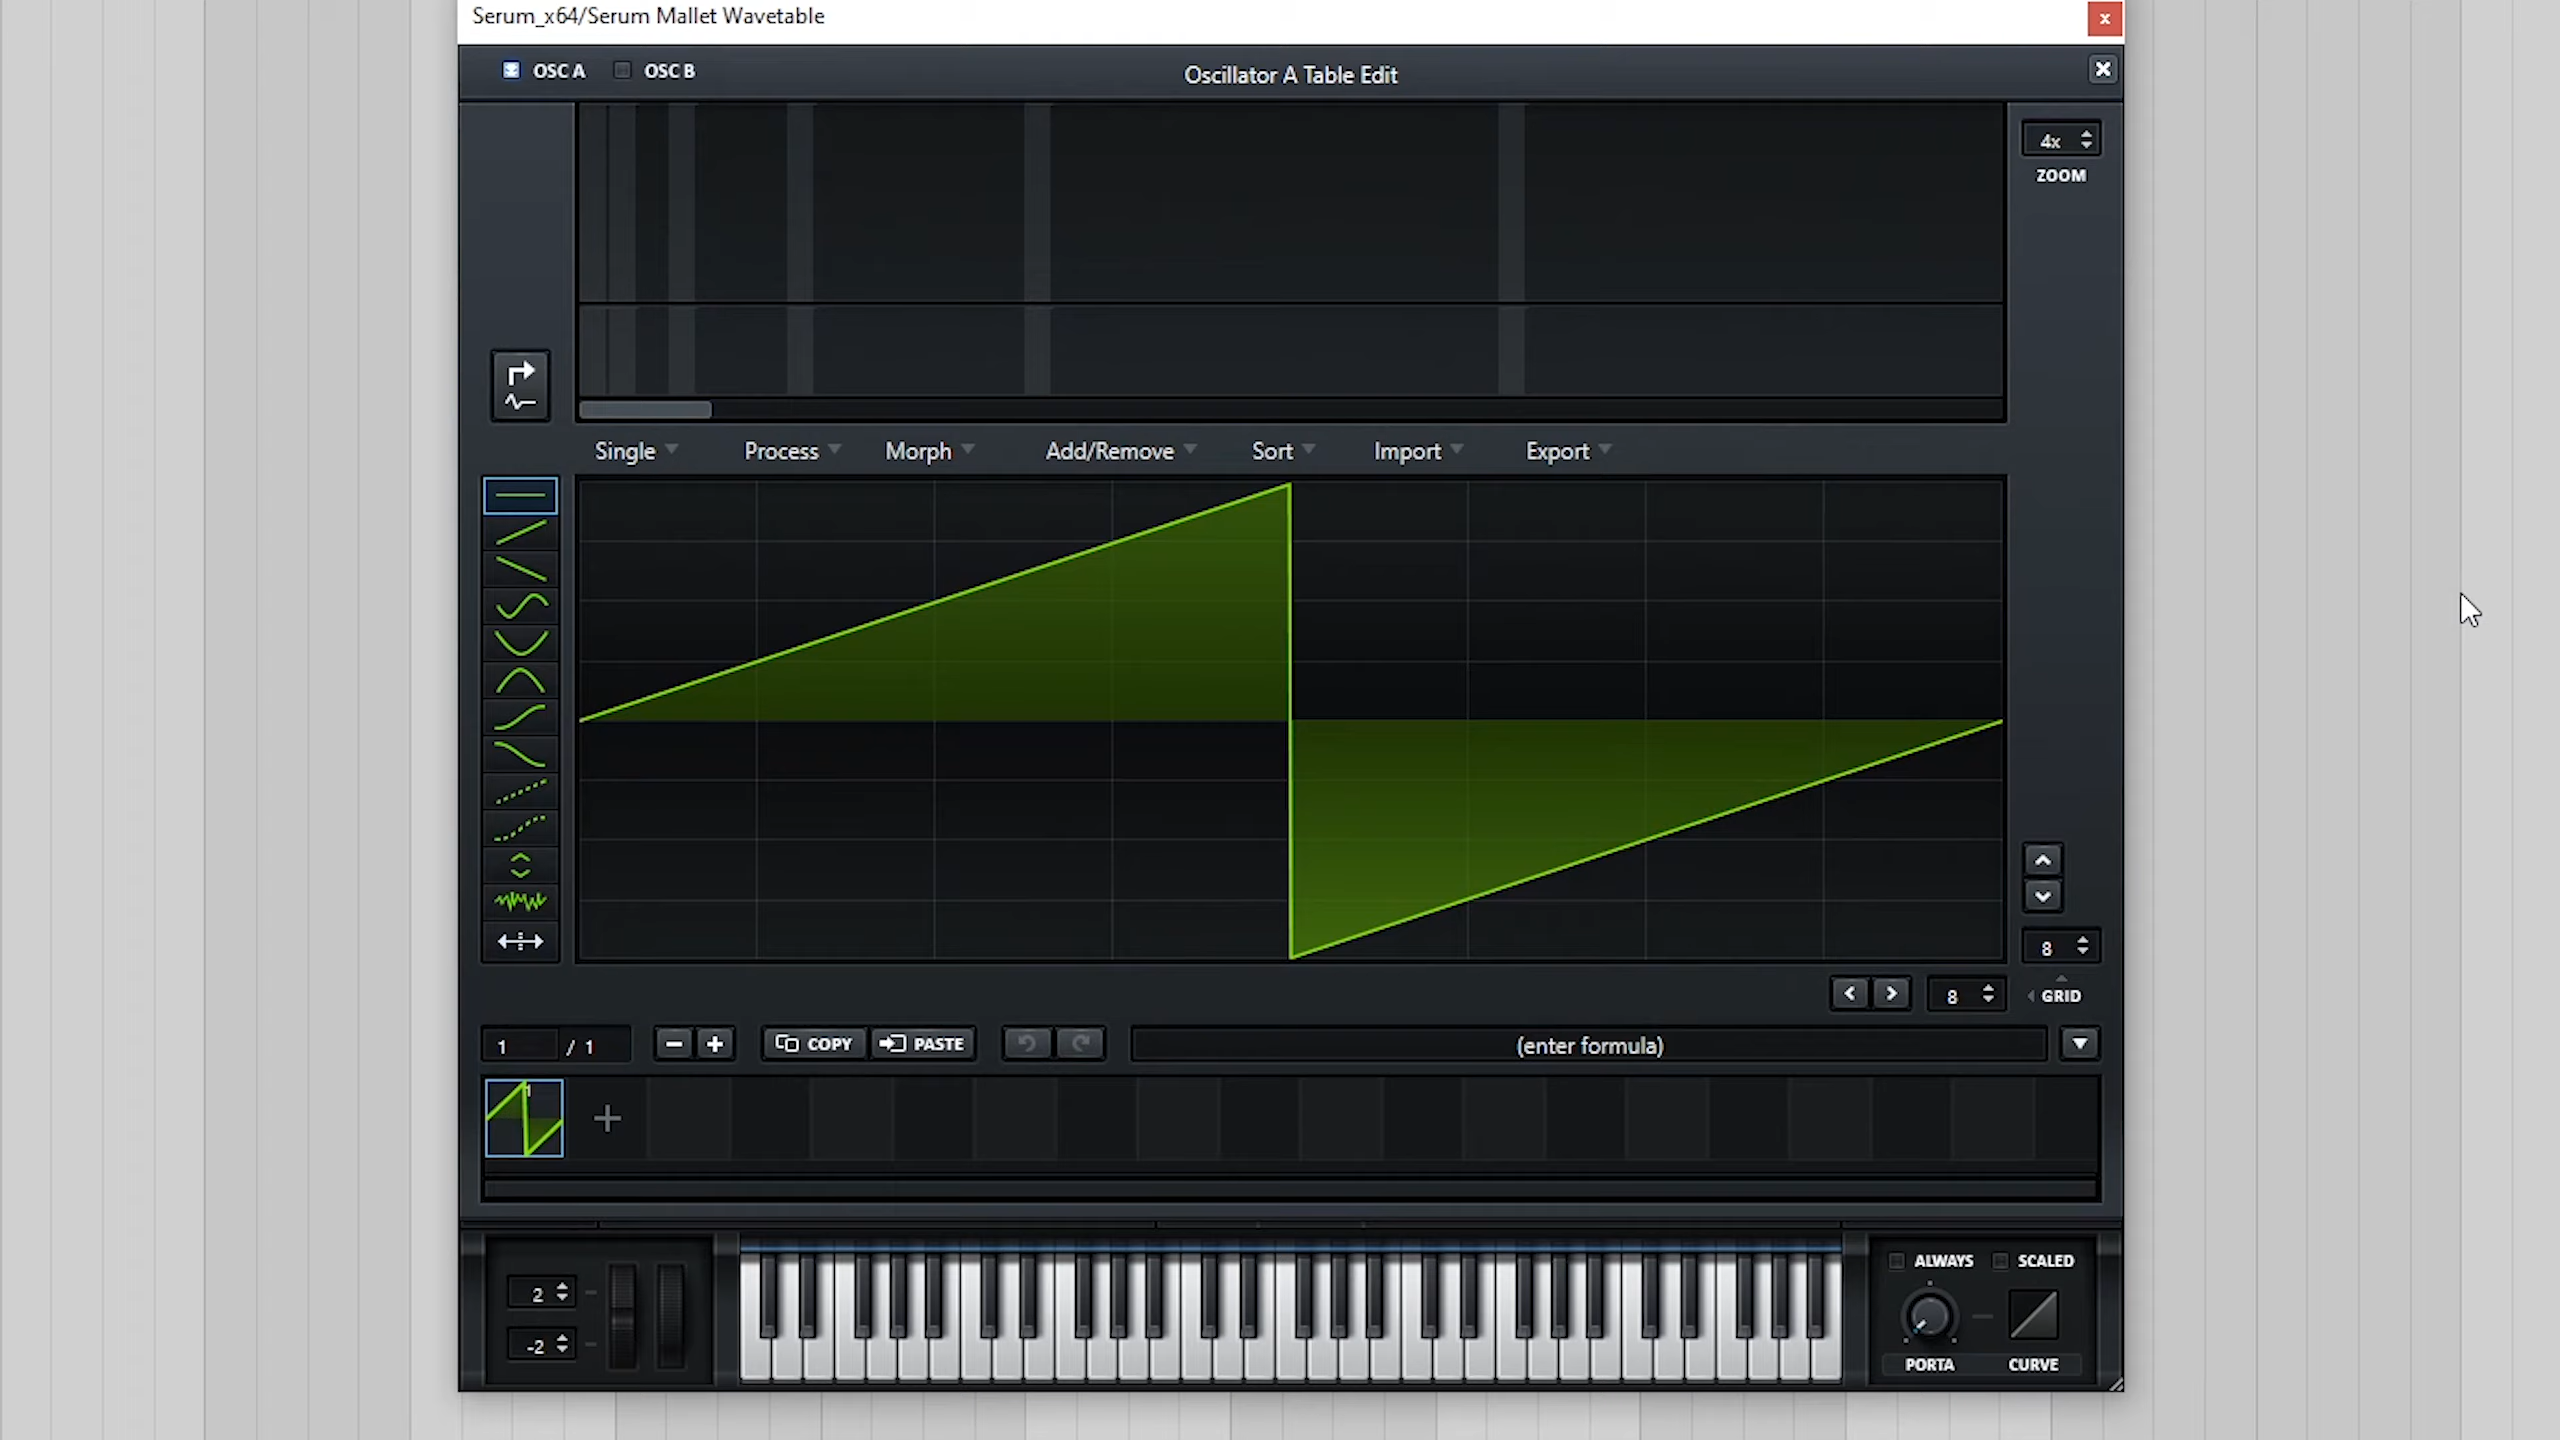 Serum_x64/Serum Mallet Wavetable
x
OSC A OSC B
Oscillator A Table Edit
4x
ZOOM
Single Process Morph Add/Remove Sort Import Export
8
8
GRID
1 / 1
COPY
PASTE
(enter formula)
1
ALWAYS SCALED
2
-2
PORTA CURVE